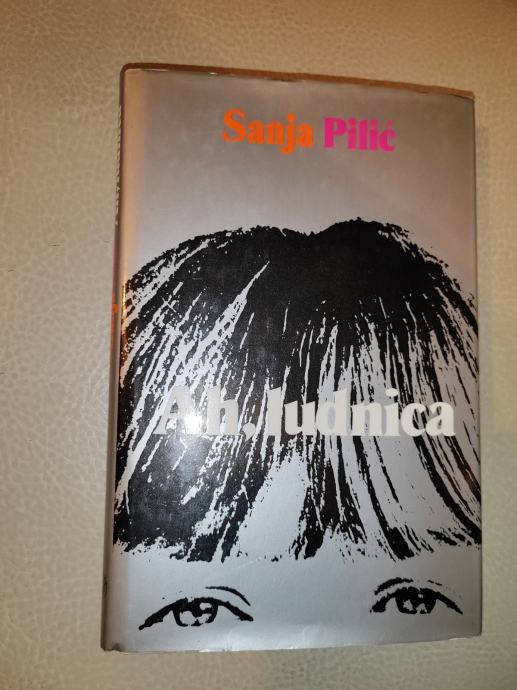 Sanja Pilić
Ah, ludnica